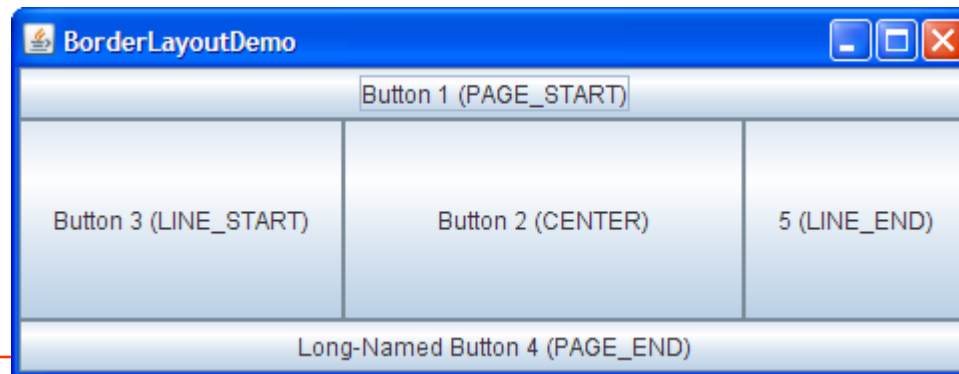 BorderLayoutDemo
Button 1 (PAGE_START)
Button 3 (LINE_START)
Button 2 (CENTER)
5 (LINE_END)
Long-Named Button 4 (PAGE_END)